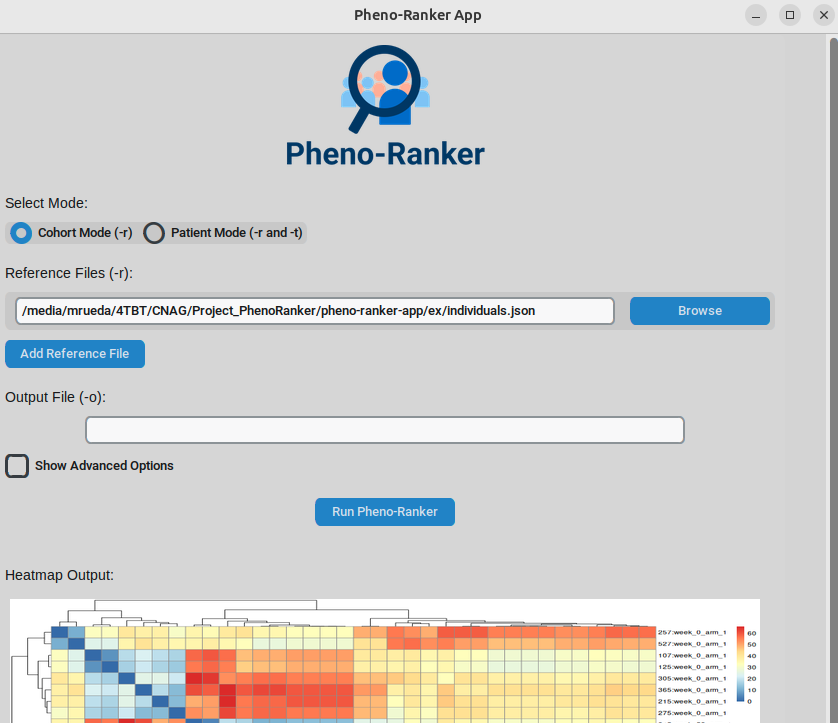 Pheno-Ranker App
Pheno-Ranker
Select Mode:
Cohort Mode (-r) Patient Mode (-r and -t)
Reference Files (-r):
/media/mrueda/4TBT/CNAG/Project_PhenoRanker/pheno-ranker-app/ex/individuals.json Browse
Add Reference File
Output File (-o):
Show Advanced Options
Run Pheno-Ranker
Heatmap Output:
257:week_0_arm_1 60
527:week_0_arm_1 50
107:week_0_arm_1 40
125:week_0_arm_1 30
305:week_0_arm_1 20
365:week_0_arm_1 10
215:week_0_arm_1 0
275:week_0_arm_1